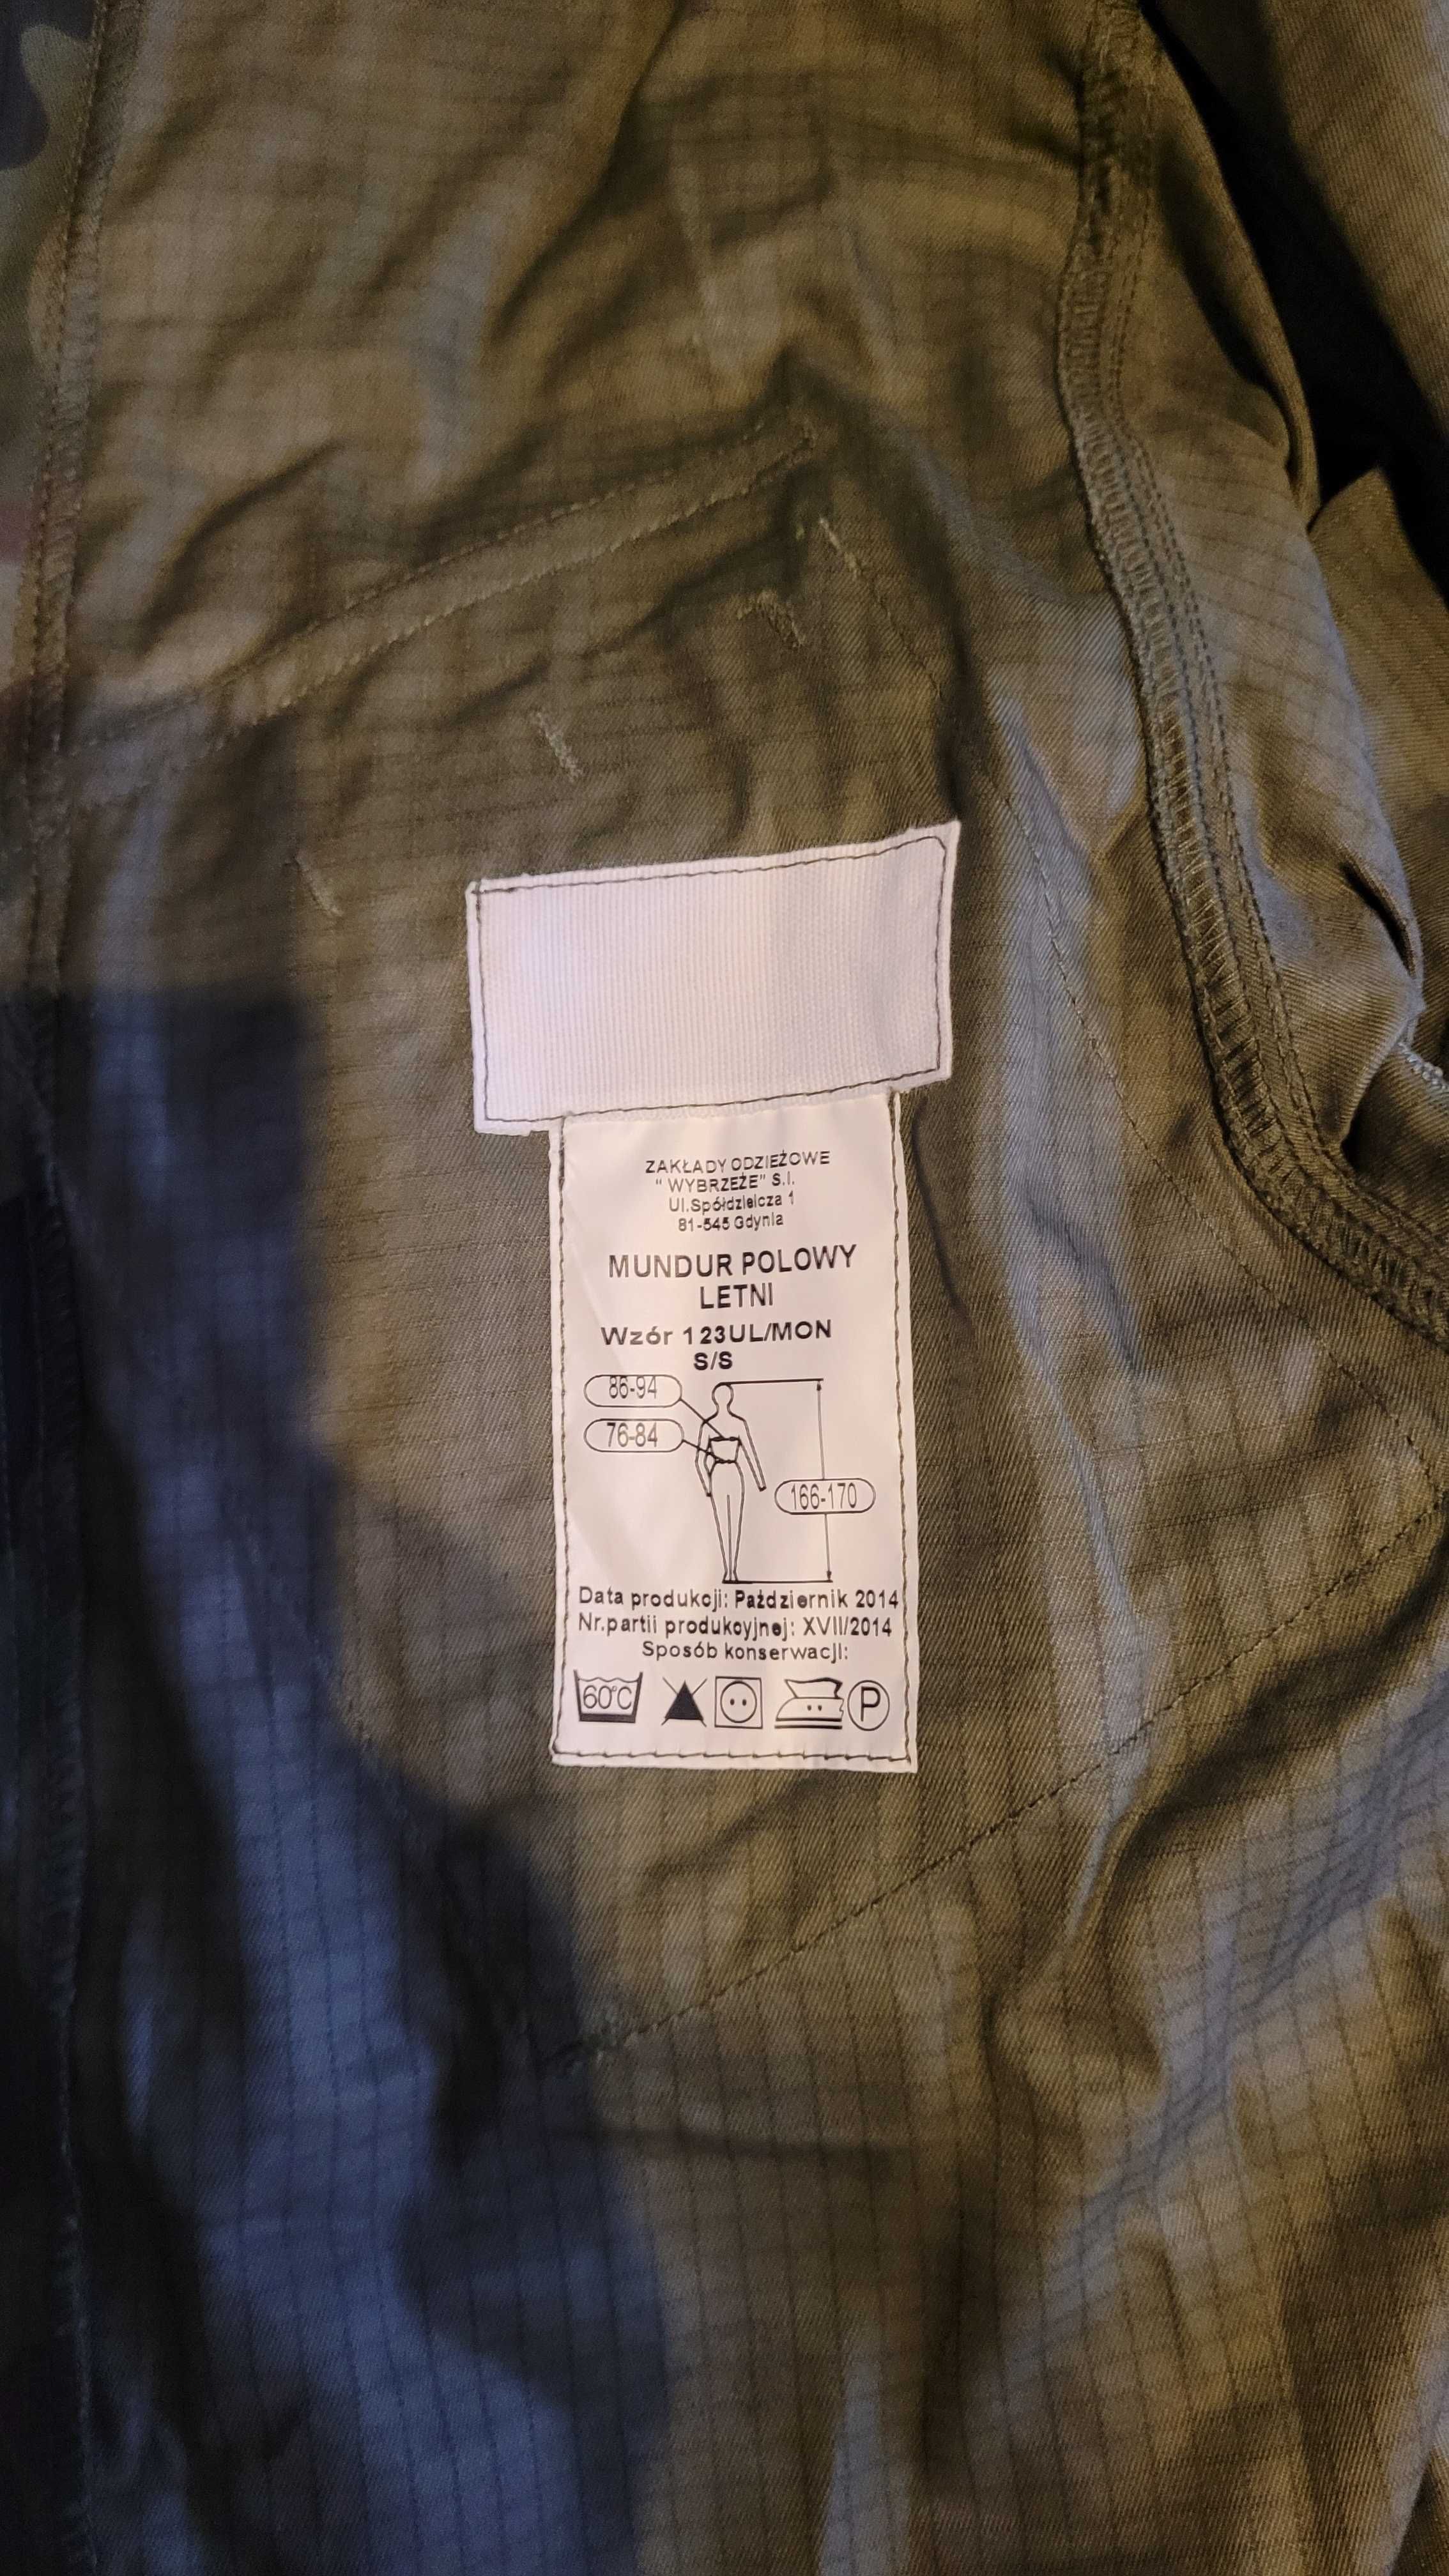 ZAKŁADY ODZIEŻOWE
"WYBRZEŻE" S.I.
Ul.Spółdzielcza 1
81-545 Gdynia
MUNDUR POLOWY
LETNI
Wzór 123UL/MON
S/S
86-94
76-84
166-170
Data produkcji: Październik 2014
Nr.partii produkcyjnej: XVII/2014
Sposób konserwacji:
60°C P